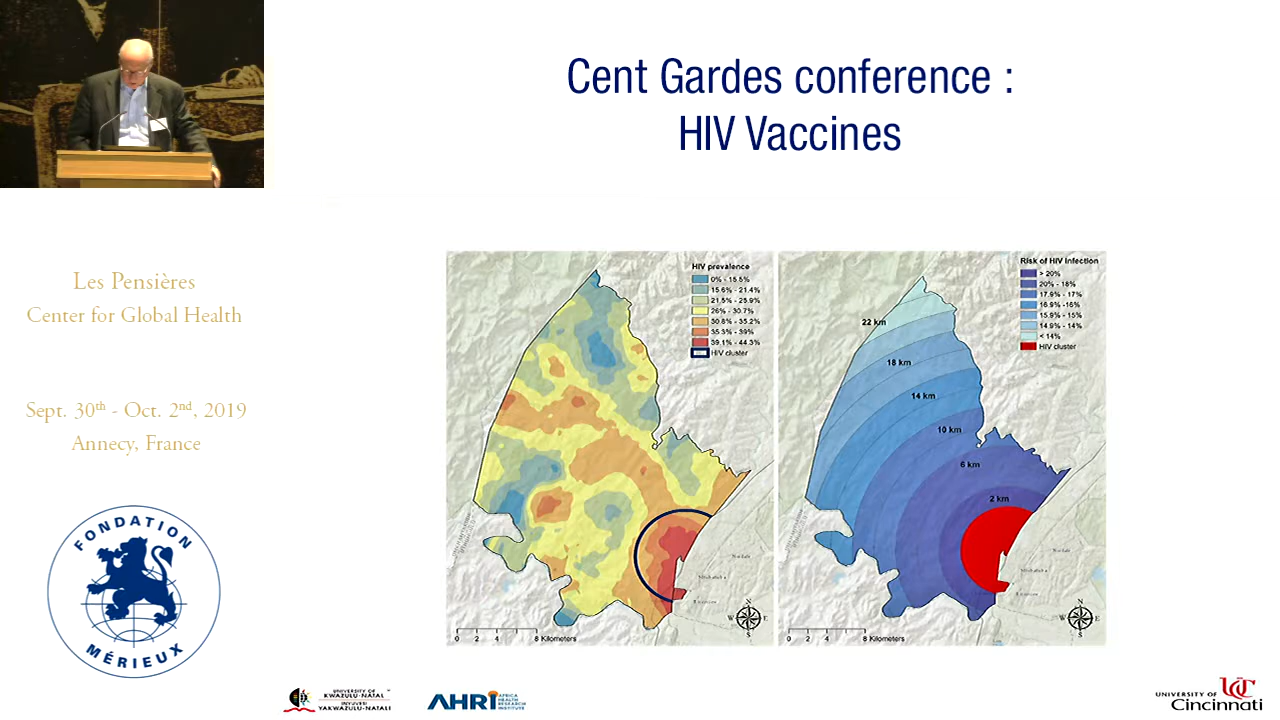 Cent Gardes conference :
HIV Vaccines
Les Pensières
Center for Global Health
Sept. 30th - Oct. 2nd, 2019
Annecy, France
FONDATION
MÉRIEUX
HIV prevalence
0% - 15.5%
15.6% - 21.4%
21.5% - 25.9%
26% - 30.7%
30.8% - 35.2%
35.3% - 39%
39.1% - 44.3%
HIV cluster
N
W E
S
0 2 4 8 Kilometers
Risk of HIV Infection
> 20%
20% - 18%
17.9% - 17%
16.9% -16%
15.9% - 15%
14.9% - 14%
< 14%
HIV cluster
22 km
18 km
14 km
10 km
6 km
2 km
N
W E
S
0 2 4 8 Kilometers
UNIVERSITY OF
KWAZULU-NATAL
INYUVESI
YAKWAZULU-NATALI
AHRI AFRICA
HEALTH
RESEARCH
INSTITUTE
UNIVERSITY OF
Cincinnati